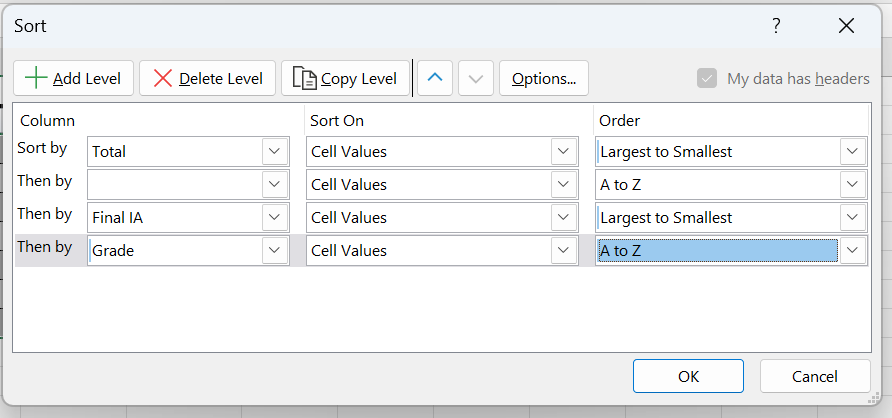 Sort ?
Add Level Delete Level Copy Level Options... My data has headers
Column Sort On Order
Sort by Total Cell Values Largest to Smallest
Then by Cell Values A to Z
Then by Final IA Cell Values Largest to Smallest
Then by Grade Cell Values A to Z
OK Cancel